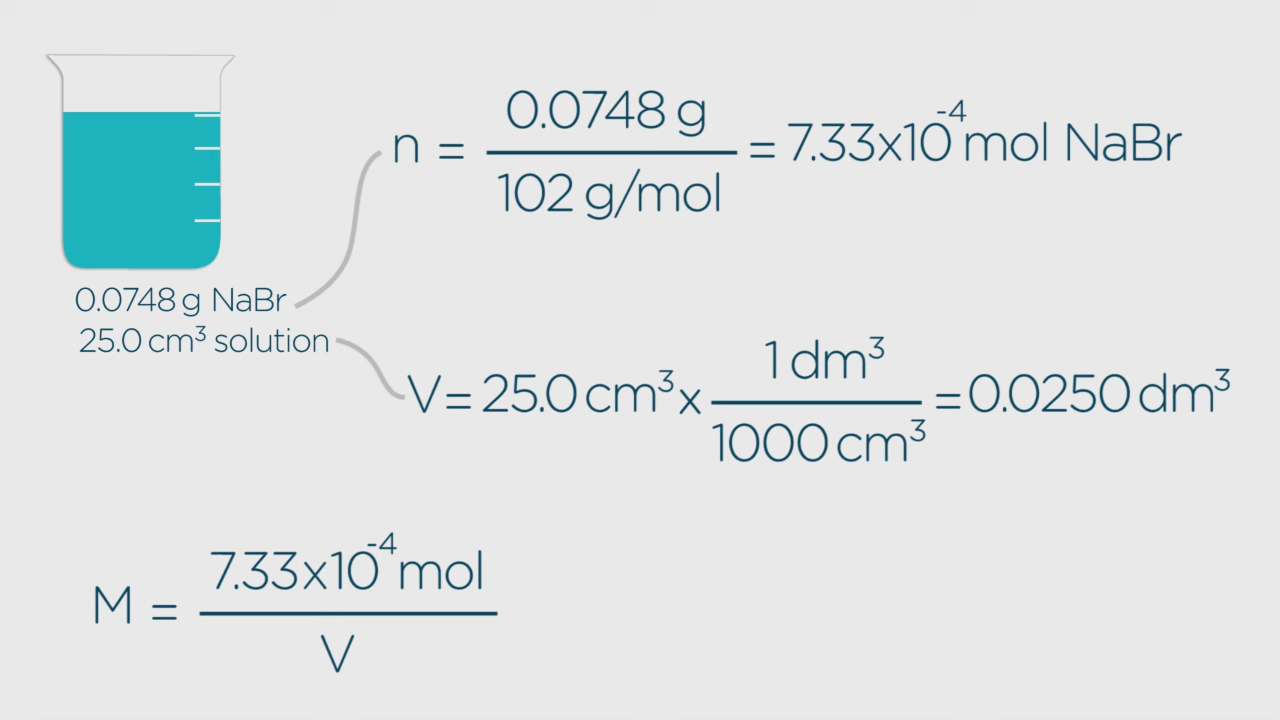 n = 0.0748 g / 102 g/mol = 7.33x10⁻⁴ mol NaBr
0.0748 g NaBr
25.0 cm³ solution
V = 25.0 cm³ x 1 dm³ / 1000 cm³ = 0.0250 dm³
M = 7.33x10⁻⁴ mol / V